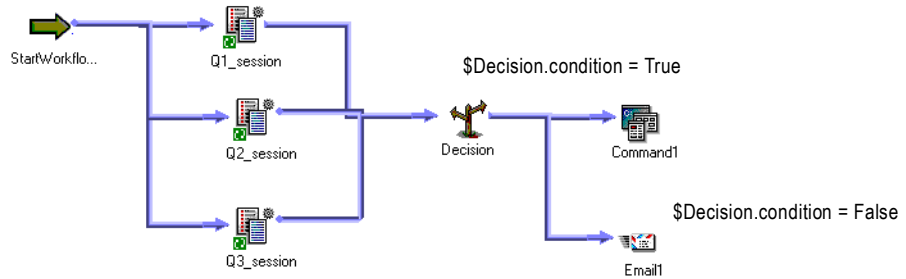 StartWorkflo...
Q1_session
$Decision.condition = True
Q2_session
Decision
Command1
$Decision.condition = False
Q3_session
Email1